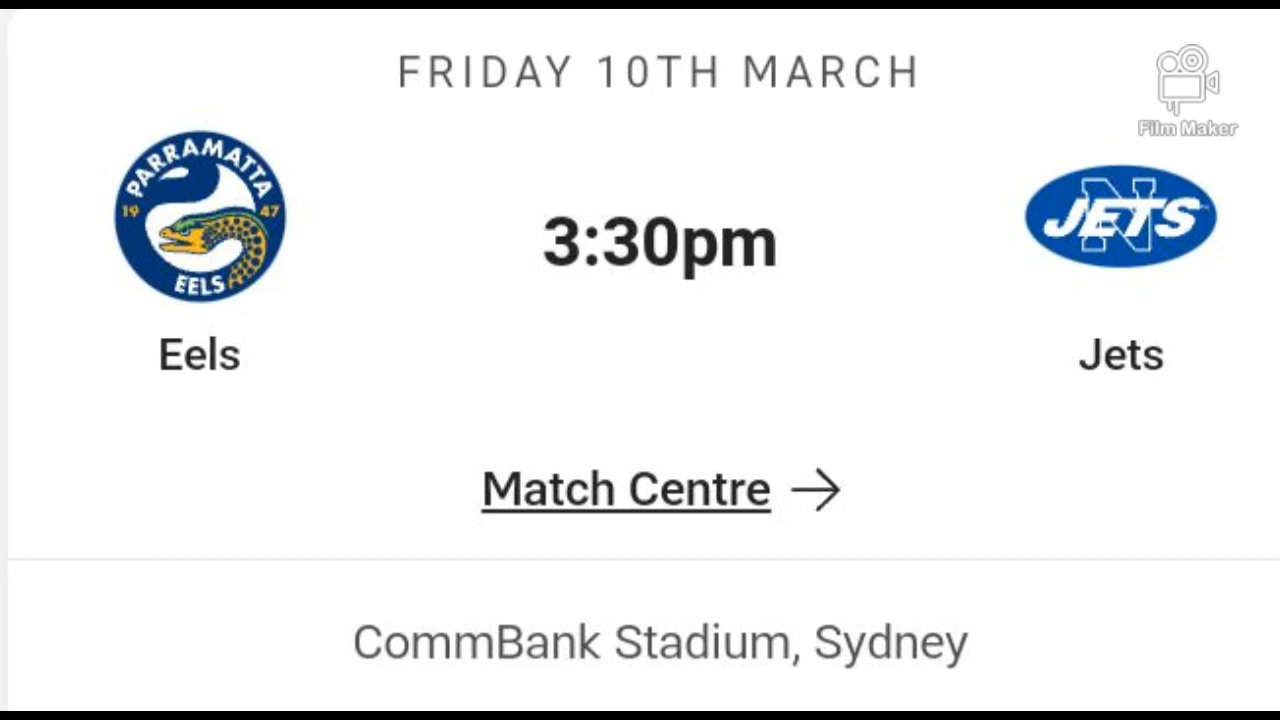 FRIDAY 10TH MARCH
Film Maker
PARRAMATTA
19 47
EELS
3:30pm
N
JETS
Eels
Jets
Match Centre
CommBank Stadium, Sydney